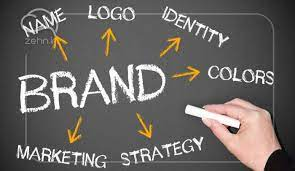 NAME
LOGO
IDENTITY
BRAND
COLORS
MARKETING STRATEGY